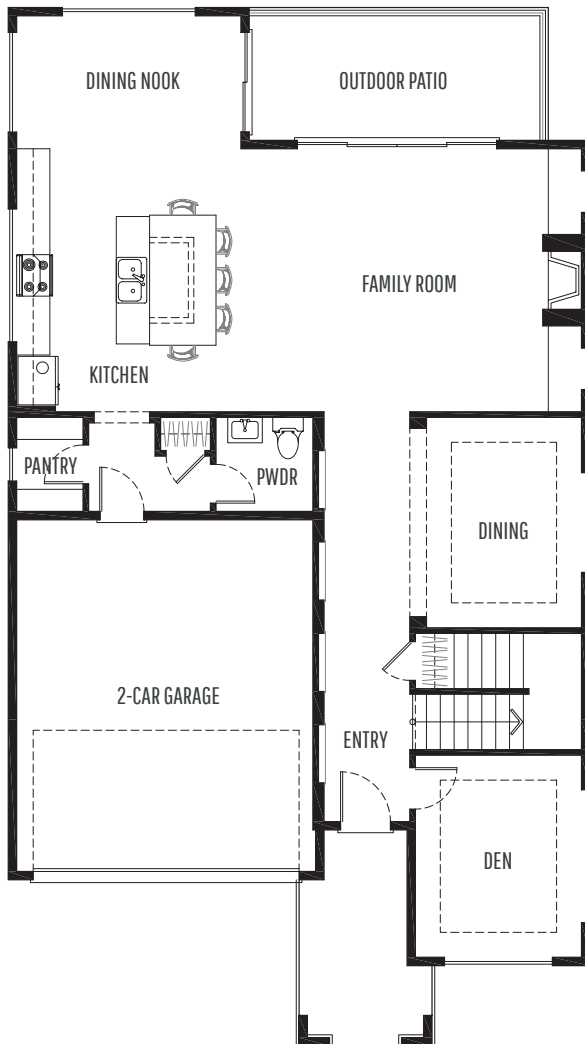 DINING NOOK
OUTDOOR PATIO
FAMILY ROOM
KITCHEN
PANTRY
PWDR
DINING
2-CAR GARAGE
ENTRY
DEN